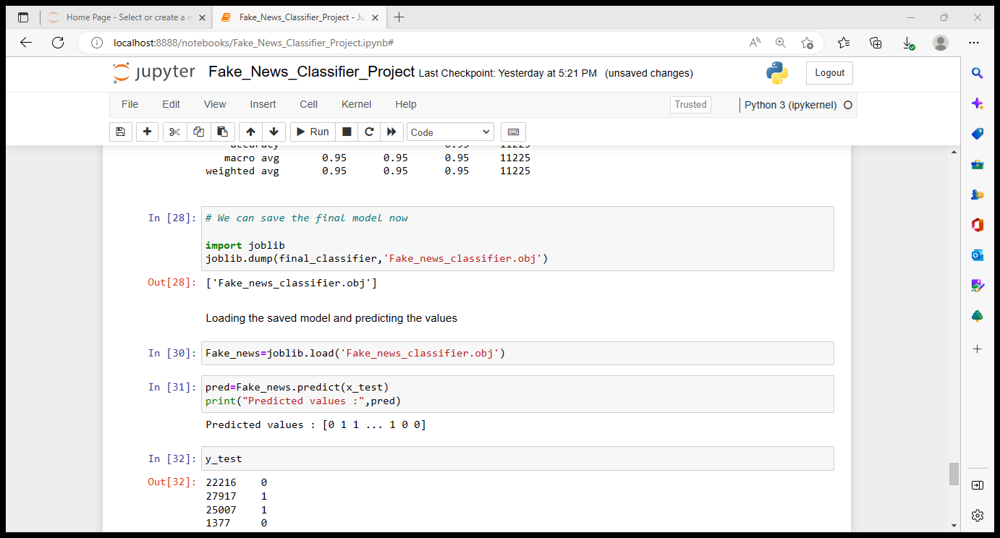 Home Page - Select or create a n
Fake_News_Classifier_Project - Ju
localhost:8888/notebooks/Fake_News_Classifier_Project.ipynb#
jupyter Fake_News_Classifier_Project Last Checkpoint: Yesterday at 5:21 PM (unsaved changes)
Logout
File Edit View Insert Cell Kernel Help
Trusted
Python 3 (ipykernel)
Run
Code
accuracy 0.95 11225
macro avg 0.95 0.95 0.95 11225
weighted avg 0.95 0.95 0.95 11225
In [28]: # We can save the final model now
import joblib
joblib.dump(final_classifier,'Fake_news_classifier.obj')
Out[28]: ['Fake_news_classifier.obj']
Loading the saved model and predicting the values
In [30]: Fake_news=joblib.load('Fake_news_classifier.obj')
In [31]: pred=Fake_news.predict(x_test)
print("Predicted values :",pred)
Predicted values : [0 1 1 ... 1 0 0]
In [32]: y_test
Out[32]: 22216 0
27917 1
25007 1
1377 0